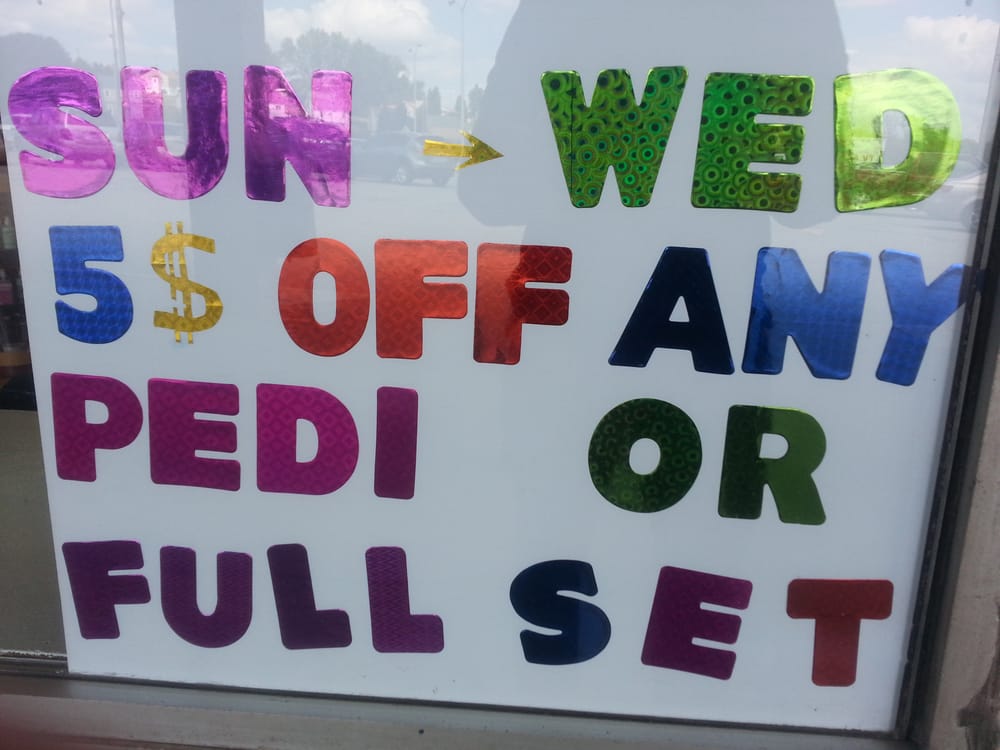 SUN → WED
5$ OFF ANY
PEDI OR
FULL SET